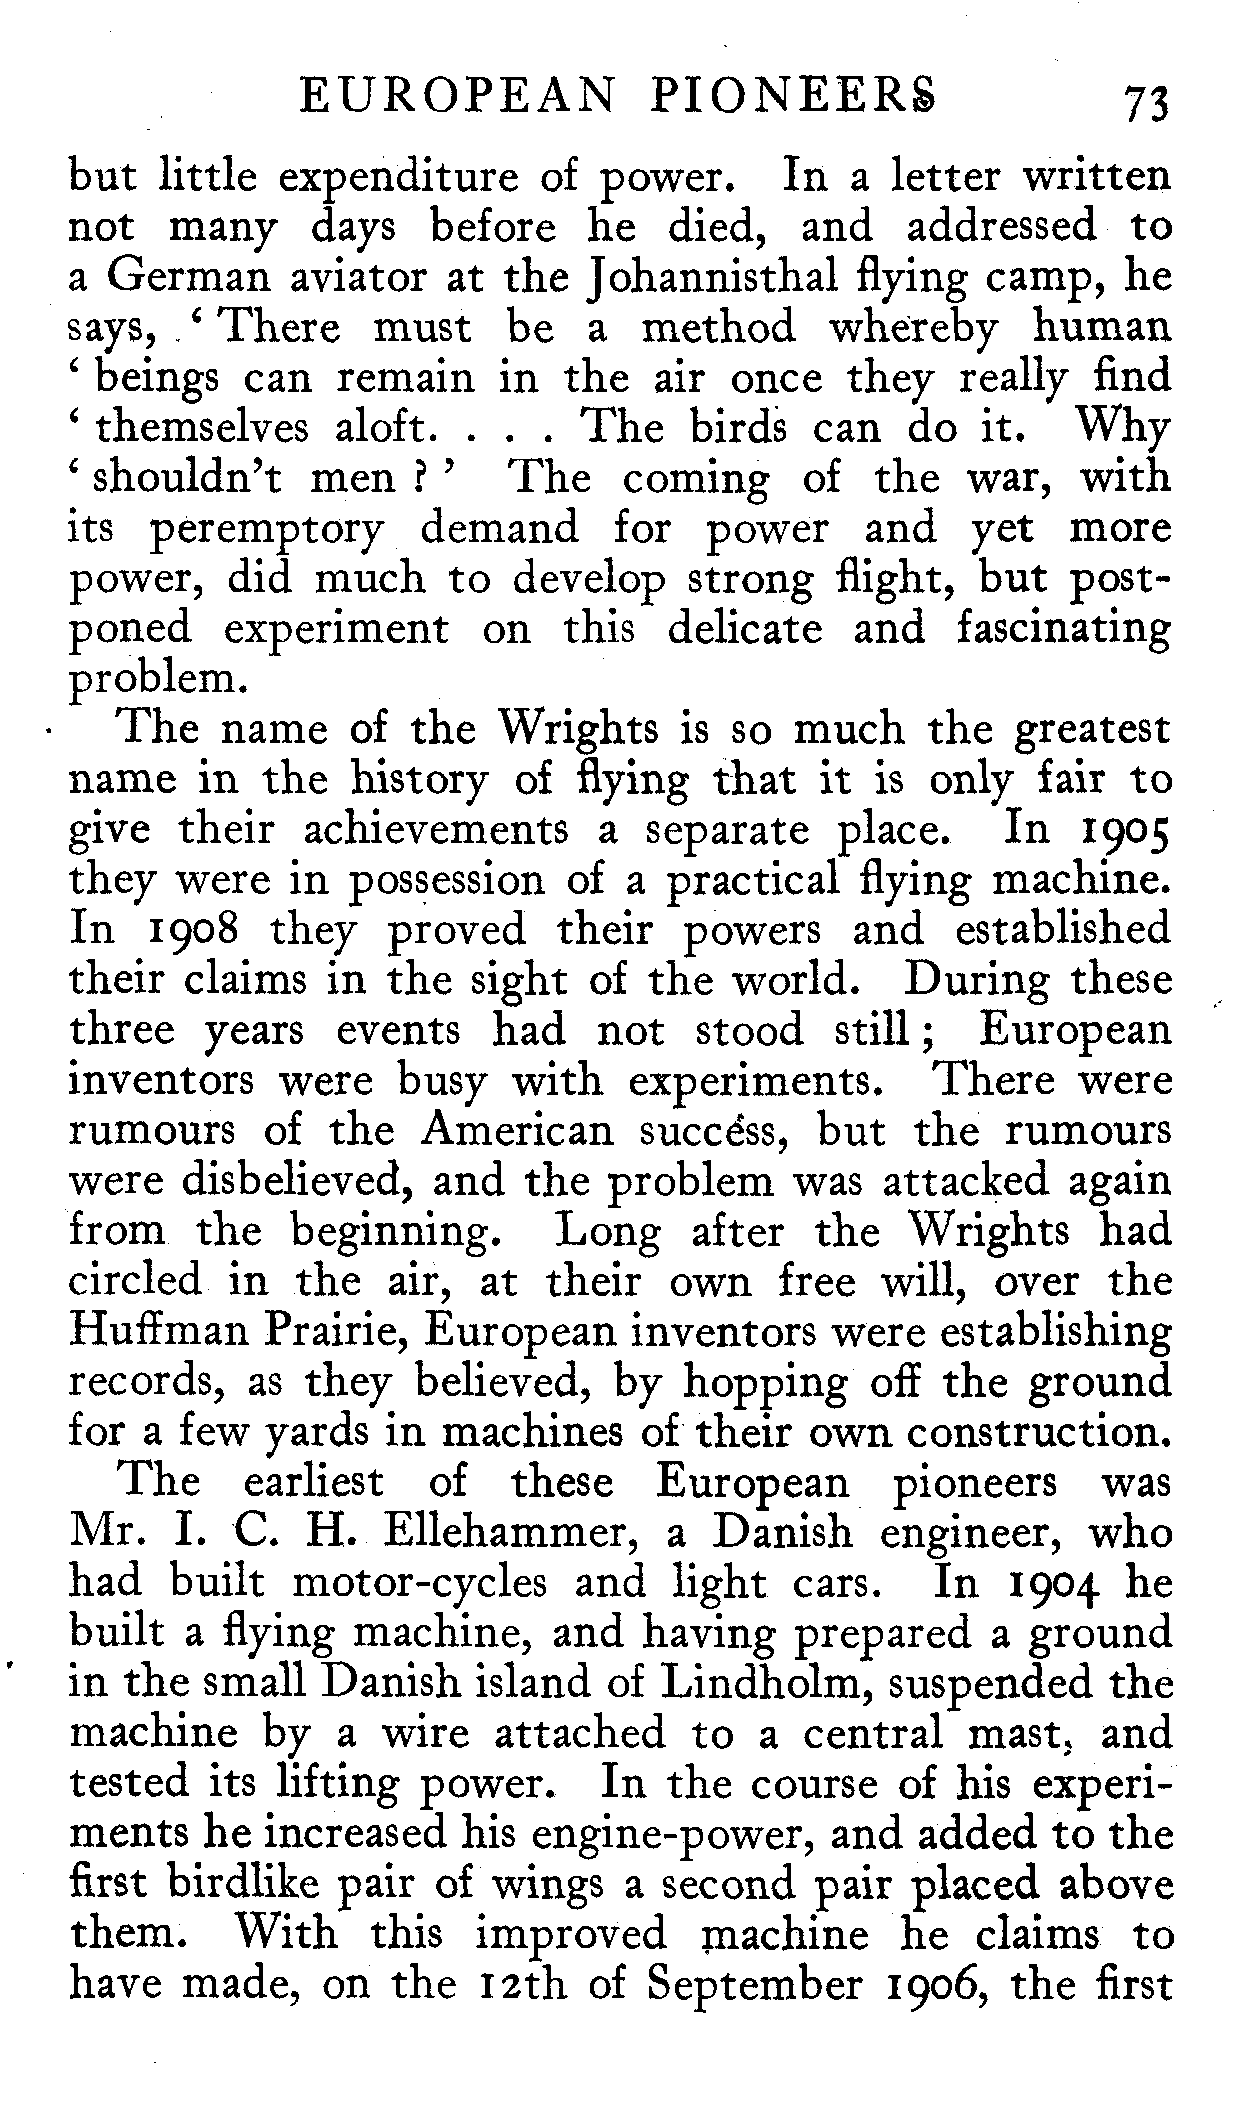 EUROPEAN PIONEERS 73
but little expenditure of power. In a letter written
not many days before he died, and addressed to
a German aviator at the Johannisthal flying camp, he
says, ‘ There must be a method whereby human
‘ beings can remain in the air once they really find
‘ themselves aloft. . . . The birds can do it. Why
‘ shouldn’t men ? ’ The coming of the war, with
its peremptory demand for power and yet more
power, did much to develop strong flight, but post-
poned experiment on this delicate and fascinating
problem.
The name of the Wrights is so much the greatest
name in the history of flying that it is only fair to
give their achievements a separate place. In 1905
they were in possession of a practical flying machine.
In 1908 they proved their powers and established
their claims in the sight of the world. During these
three years events had not stood still ; European
inventors were busy with experiments. There were
rumours of the American success, but the rumours
were disbelieved, and the problem was attacked again
from the beginning. Long after the Wrights had
circled in the air, at their own free will, over the
Huffman Prairie, European inventors were establishing
records, as they believed, by hopping off the ground
for a few yards in machines of their own construction.
The earliest of these European pioneers was
Mr. I. C. H. Ellehammer, a Danish engineer, who
had built motor-cycles and light cars. In 1904 he
built a flying machine, and having prepared a ground
in the small Danish island of Lindholm, suspended the
machine by a wire attached to a central mast, and
tested its lifting power. In the course of his experi-
ments he increased his engine-power, and added to the
first birdlike pair of wings a second pair placed above
them. With this improved machine he claims to
have made, on the 12th of September 1906, the first